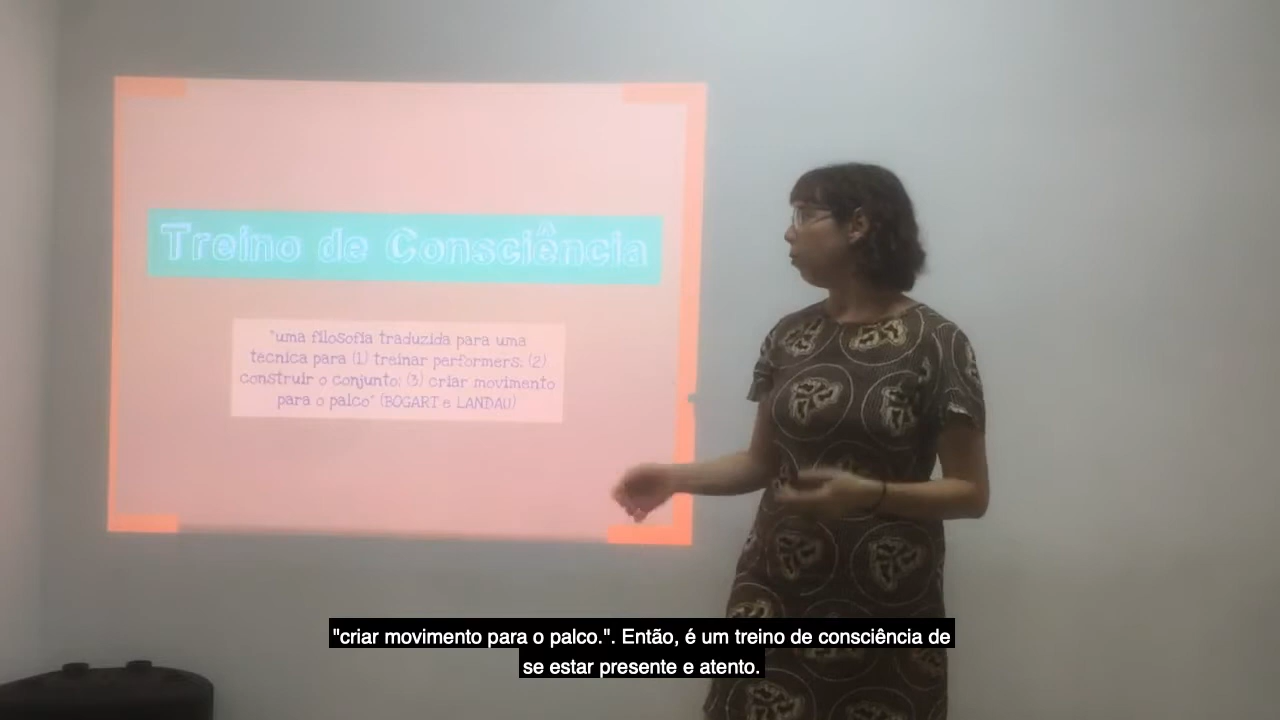 Treino de Consciência
"uma filosofia traduzida para uma
técnica para (1) treinar performers; (2)
construir o conjunto; (3) criar movimento
para o palco" (BOGART e LANDAU)
"criar movimento para o palco.". Então, é um treino de consciência de
se estar presente e atento.